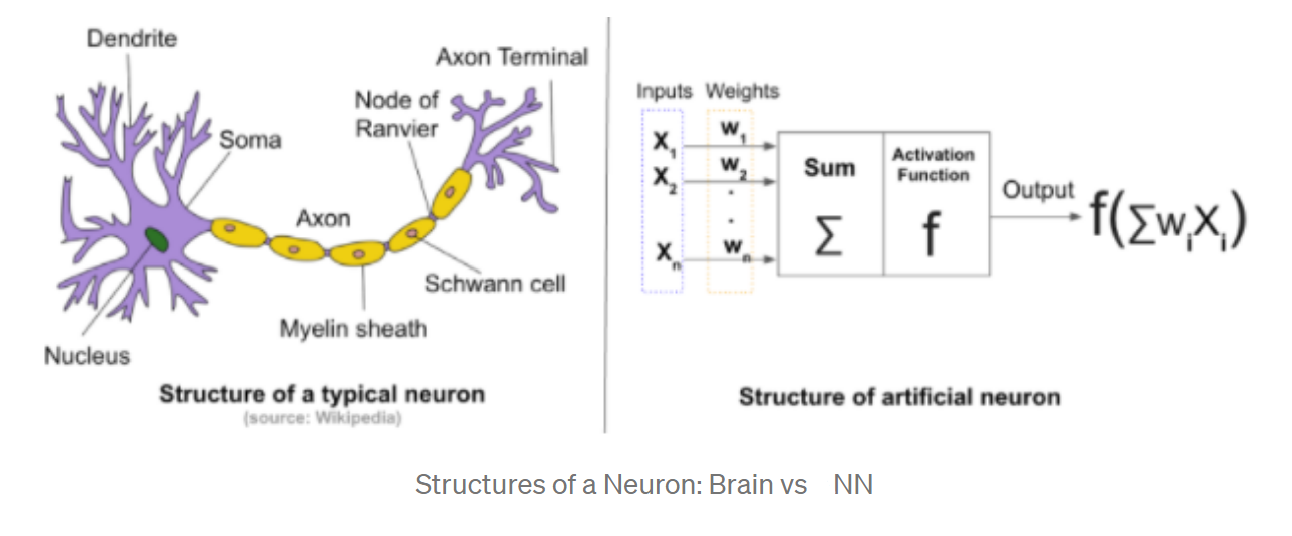 Dendrite
Axon Terminal
Node of
Ranvier
Soma
Axon
Schwann cell
Myelin sheath
Nucleus
Structure of a typical neuron
(source: Wikipedia)
Inputs Weights
X₁ w₁
X₂ w₂
.
.
Xₙ wₙ
Sum
Σ
Activation
Function
f
Output
f(∑wᵢXᵢ)
Structure of artificial neuron
Structures of a Neuron: Brain vs NN